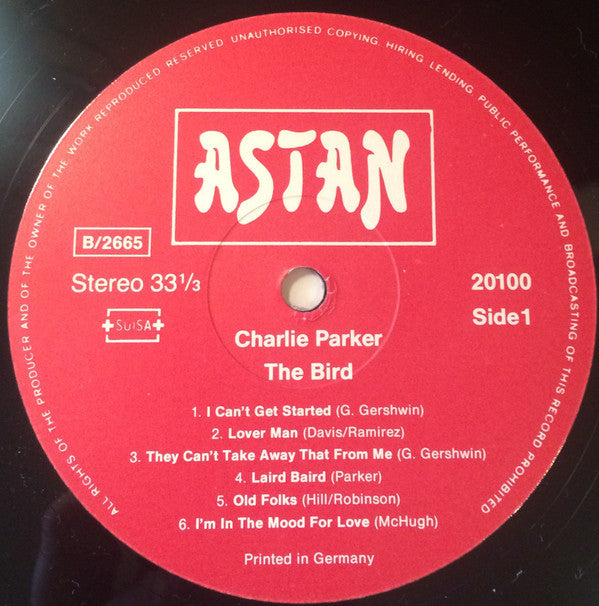 ALL RIGHTS OF THE PRODUCER AND OF THE OWNER OF THE WORK REPRODUCED RESERVED UNAUTHORISED COPYING, HIRING, LENDING, PUBLIC PERFORMANCE AND BROADCASTING OF THIS RECORD PROHIBITED
ASTAN
B/2665
Stereo 33 1/3
20100
SUISA
Side1
Charlie Parker
The Bird
1. I Can't Get Started (G. Gershwin)
2. Lover Man (Davis/Ramirez)
3. They Can't Take Away That From Me (G. Gershwin)
4. Laird Baird (Parker)
5. Old Folks (Hill/Robinson)
6. I'm In The Mood For Love (McHugh)
Printed in Germany